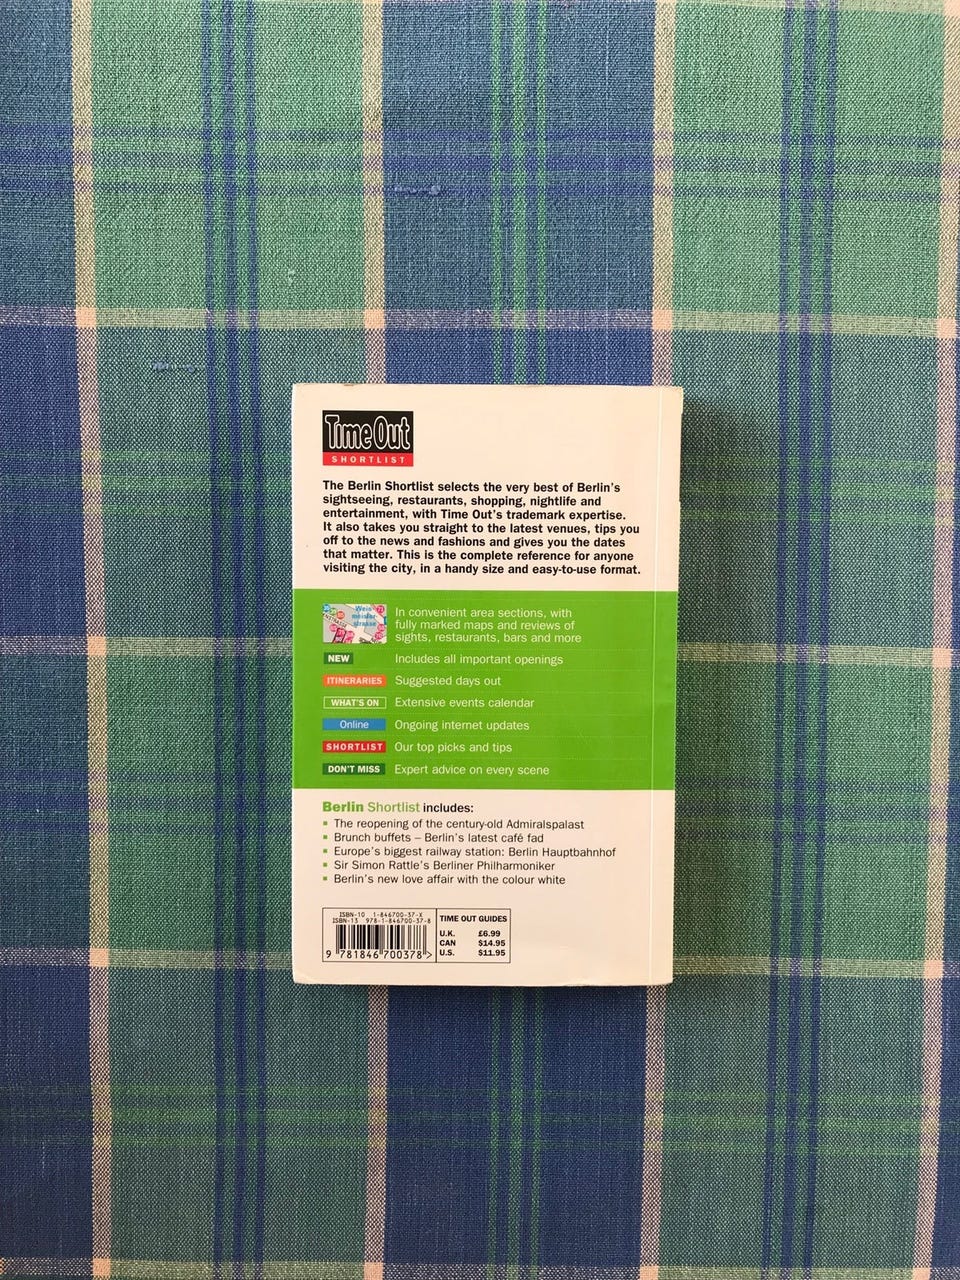 Time Out
SHORTLIST
The Berlin Shortlist selects the very best of Berlin's
sightseeing, restaurants, shopping, nightlife and
entertainment, with Time Out's trademark expertise.
It also takes you straight to the latest venues, tips you
off to the news and fashions and gives you the dates
that matter. This is the complete reference for anyone
visiting the city, in a handy size and easy-to-use format.
In convenient area sections, with
fully marked maps and reviews of
sights, restaurants, bars and more
NEW Includes all important openings
ITINERARIES Suggested days out
WHAT'S ON Extensive events calendar
Online Ongoing internet updates
SHORTLIST Our top picks and tips
DON'T MISS Expert advice on every scene
Berlin Shortlist includes:
The reopening of the century-old Admiralspalast
Brunch buffets – Berlin's latest café fad
Europe's biggest railway station: Berlin Hauptbahnhof
Sir Simon Rattle's Berliner Philharmoniker
Berlin's new love affair with the colour white
ISBN-10 1-846700-37-X
ISBN-13 978-1-846700-37-8
9 781846 700378 >
TIME OUT GUIDES
U.K. £6.99
CAN $14.95
U.S. $11.95